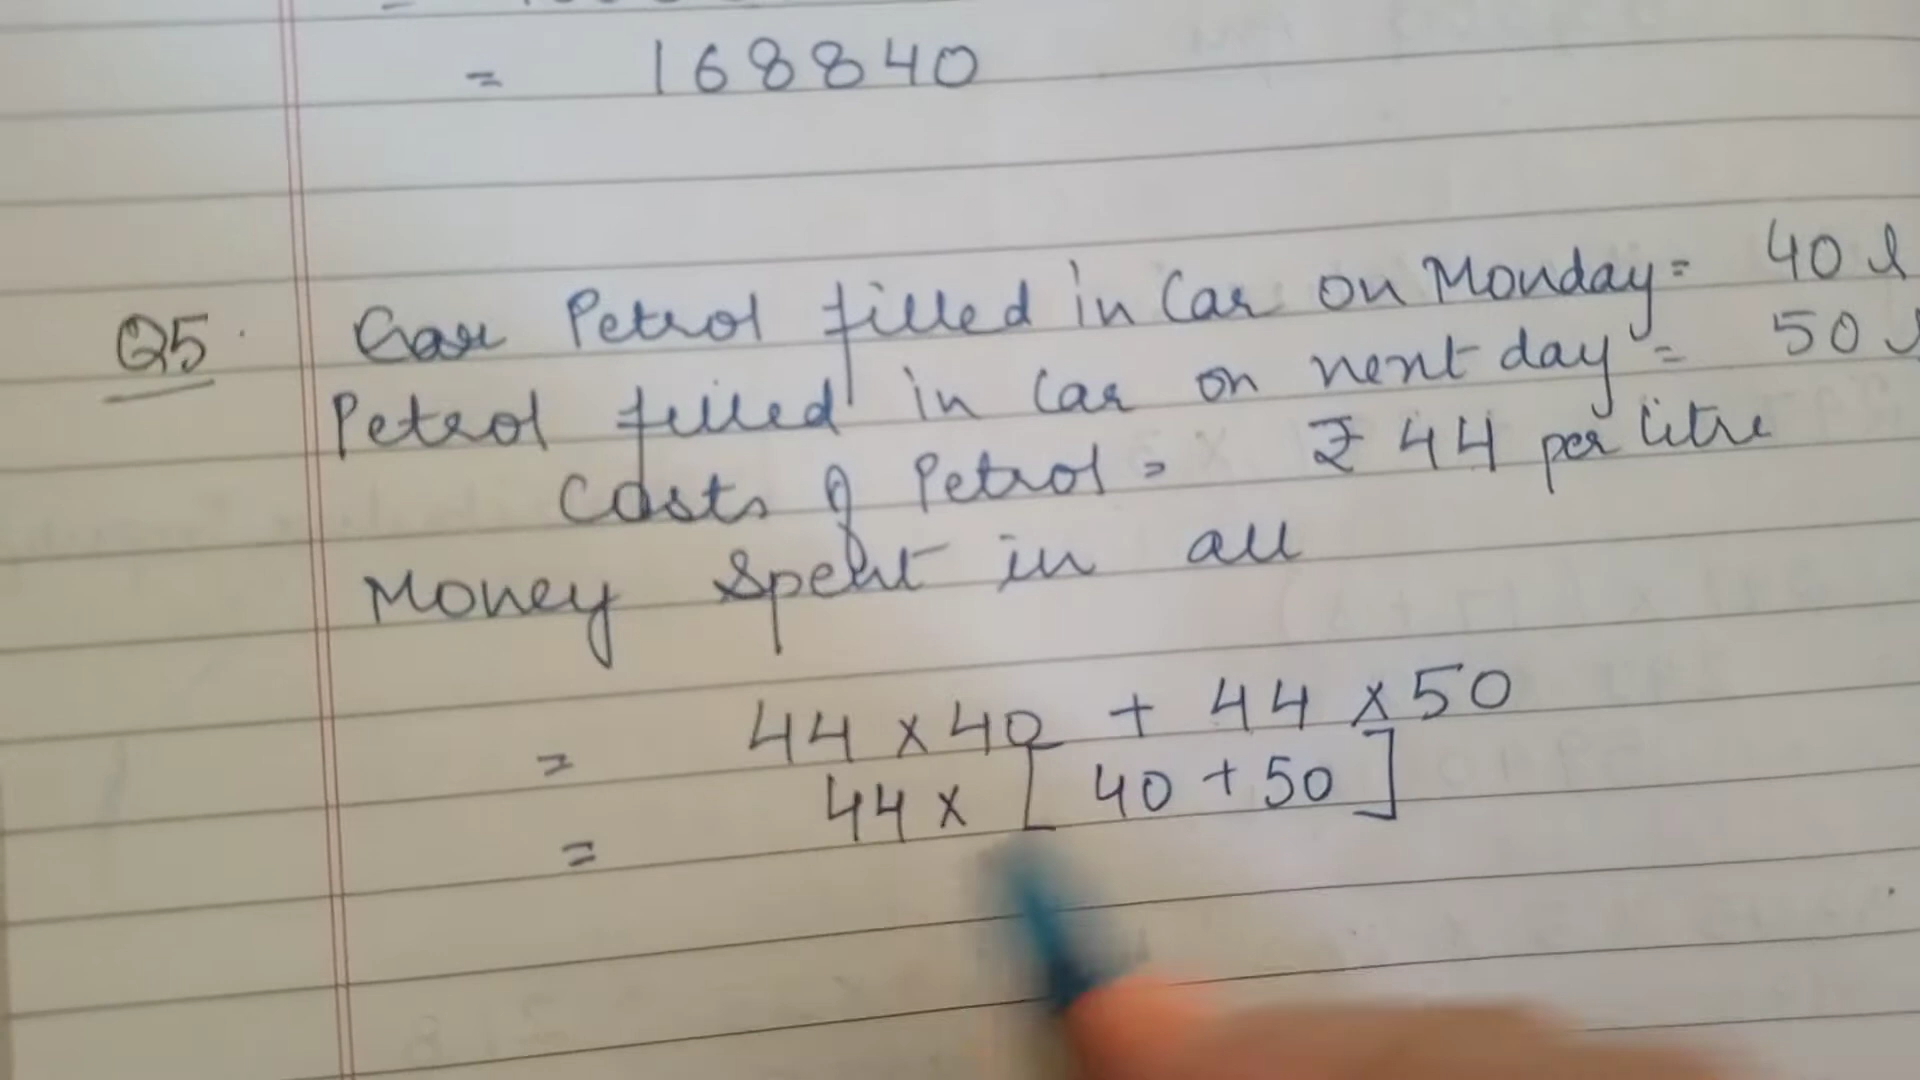 = 168840
Q5. Car Petrol filled in Car on Monday = 40 l
Petrol filled in Car on next day = 50 l
Costs of Petrol = ₹ 44 per litre
Money Spent in all
= 44 × 40 + 44 × 50
= 44 × [ 40 + 50 ]